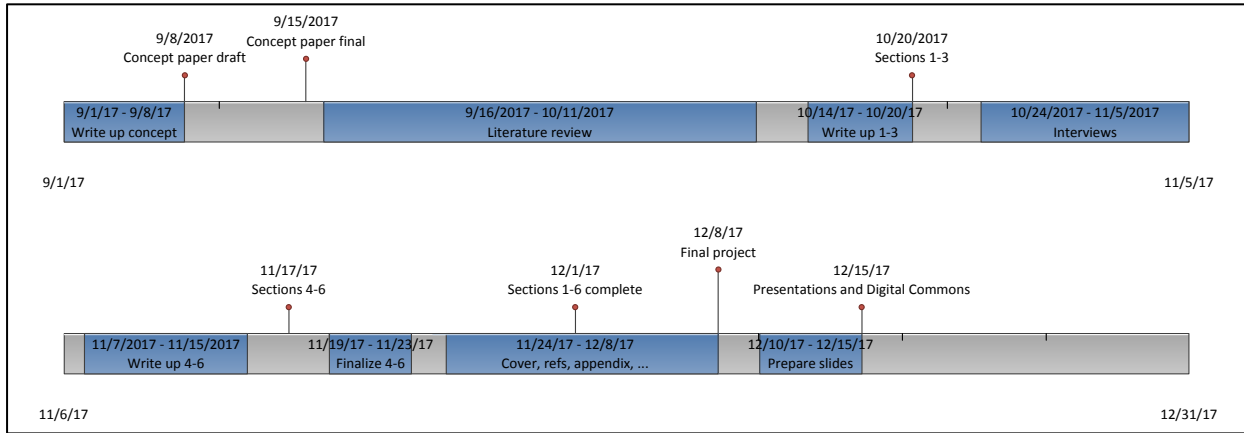 9/15/2017
Concept paper final
9/8/2017
Concept paper draft
10/20/2017
Sections 1-3
9/1/17 - 9/8/17
Write up concept
9/16/2017 - 10/11/2017
Literature review
10/14/17 - 10/20/17
Write up 1-3
10/24/2017 - 11/5/2017
Interviews
9/1/17
11/5/17
12/8/17
Final project
11/17/17
Sections 4-6
12/1/17
Sections 1-6 complete
12/15/17
Presentations and Digital Commons
11/7/2017 - 11/15/2017
Write up 4-6
11/19/17 - 11/23/17
Finalize 4-6
11/24/17 - 12/8/17
Cover, refs, appendix, ...
12/10/17 - 12/15/17
Prepare slides
11/6/17
12/31/17